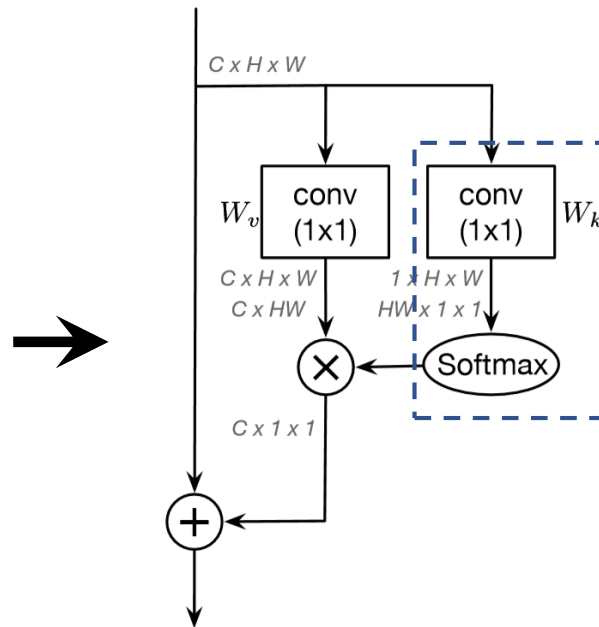 C x H x W
W_v
conv
(1x1)
conv
(1x1)
W_k
C x H x W
C x HW
1 x H x W
HW x 1 x 1
×
Softmax
C x 1 x 1
+